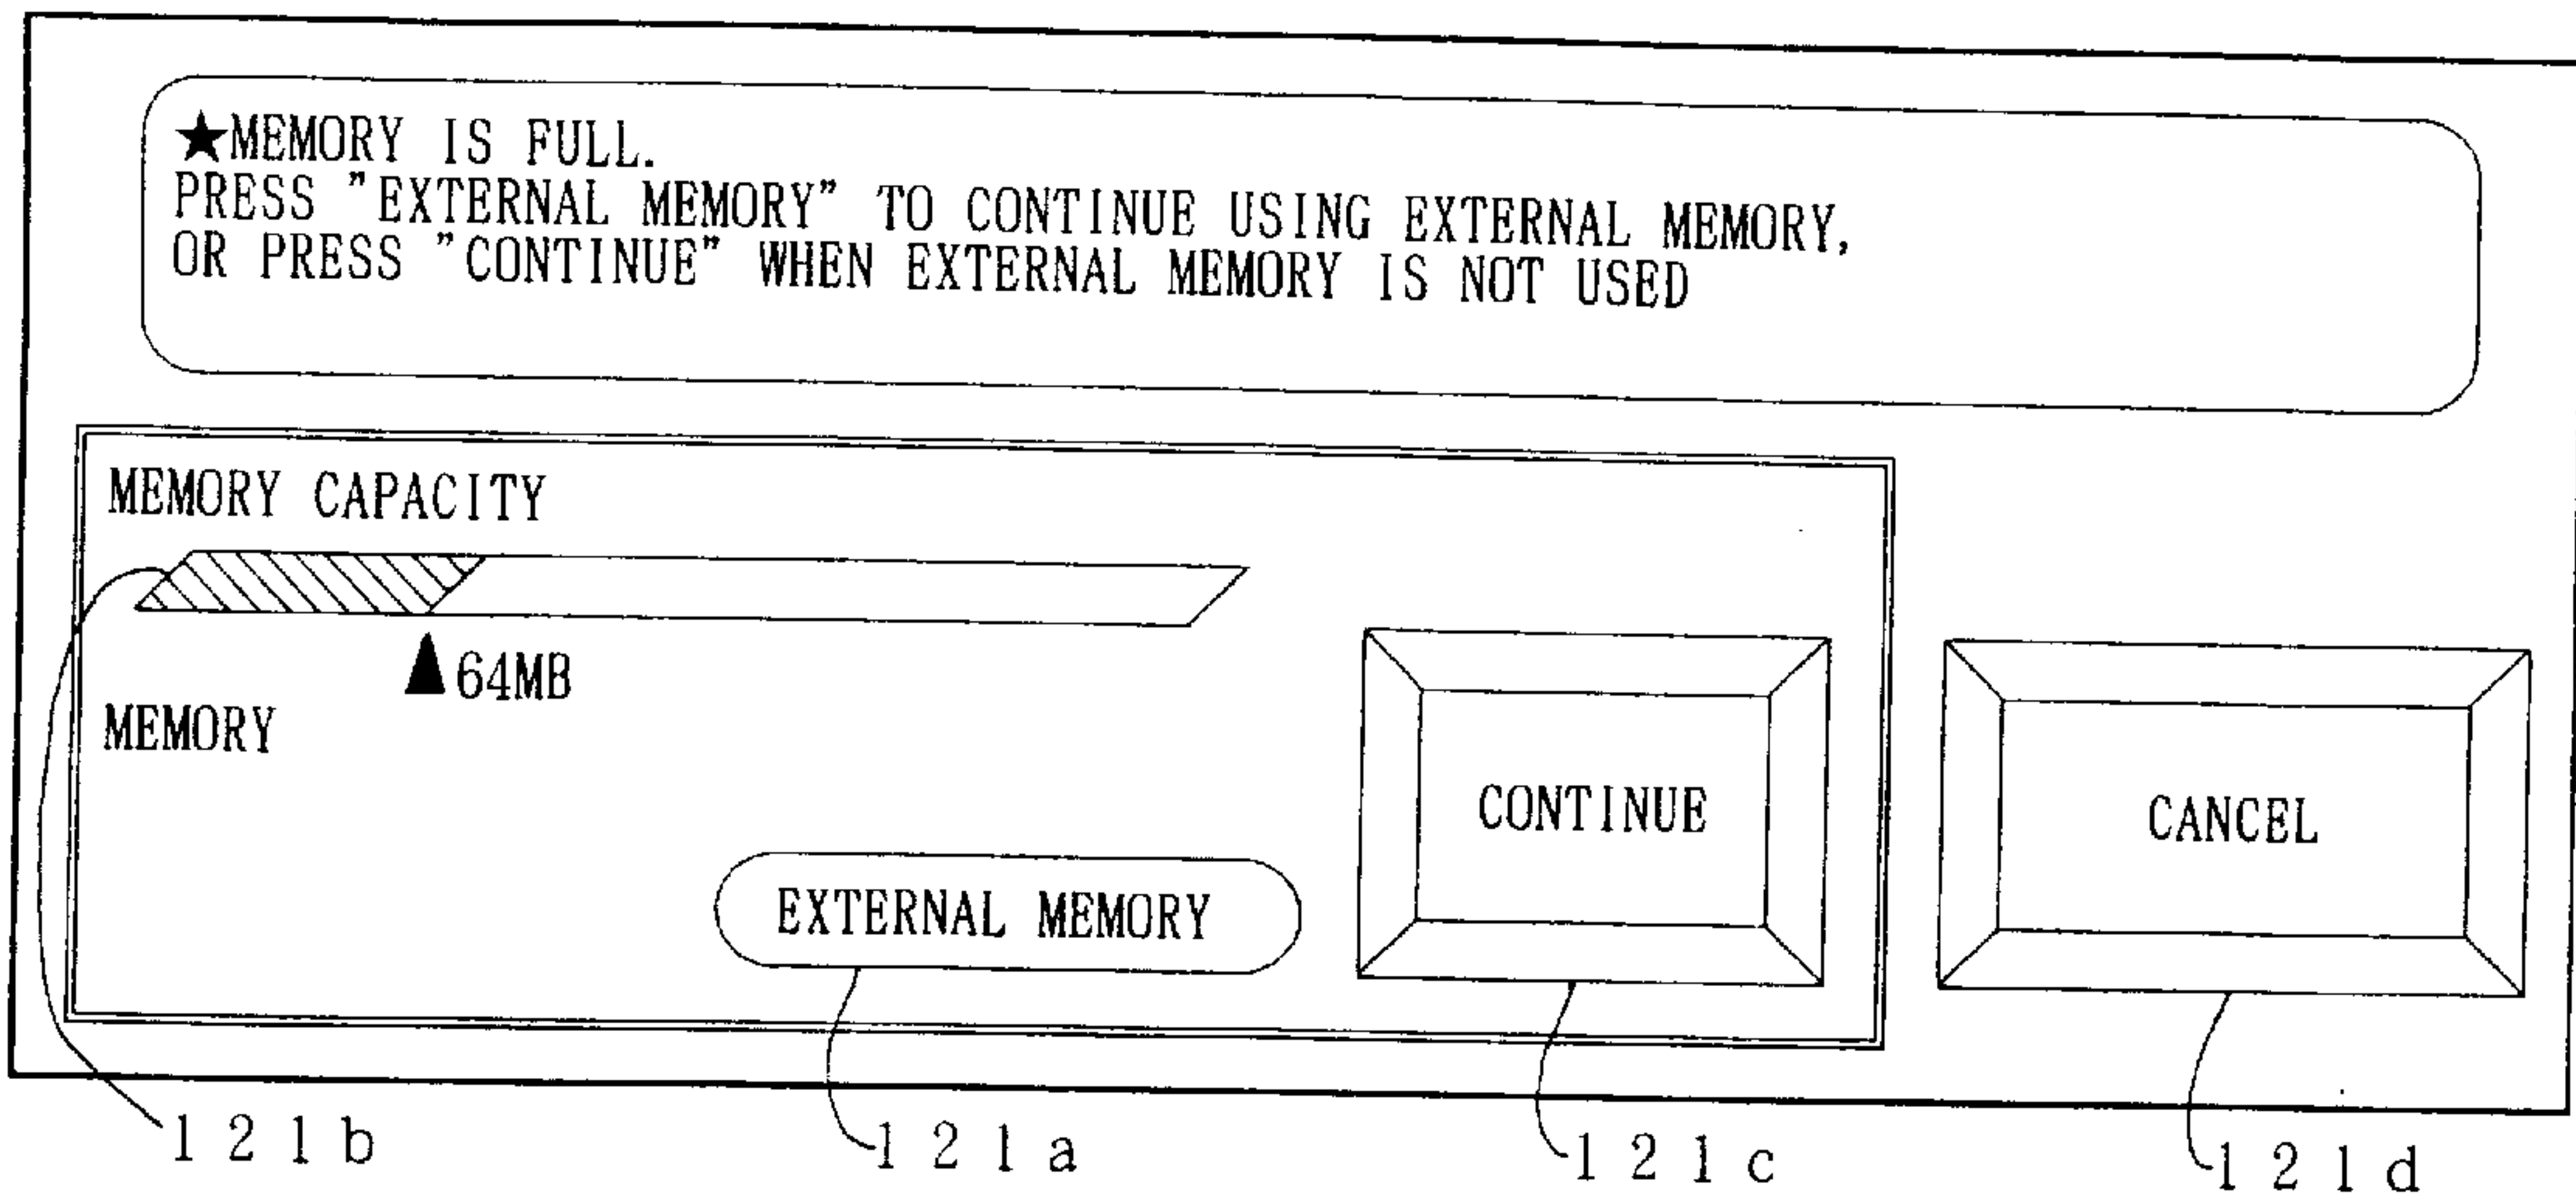 ★MEMORY IS FULL.
PRESS "EXTERNAL MEMORY" TO CONTINUE USING EXTERNAL MEMORY,
OR PRESS "CONTINUE" WHEN EXTERNAL MEMORY IS NOT USED
MEMORY CAPACITY
▲64MB
MEMORY
CONTINUE
CANCEL
EXTERNAL MEMORY
121b
121a
121c
121d